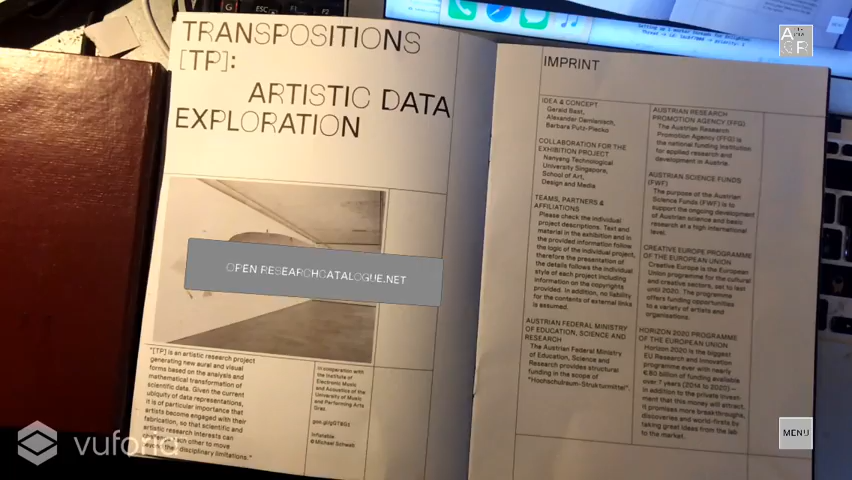 TRANSPOSITIONS
[TP]:
ARTISTIC DATA
EXPLORATION
OPEN RESEARCHCATALOGUE.NET
"[TP] is an artistic research project
generating new aural and visual
forms based on the analysis and
mathematical transformation of
scientific data. Given the current
ubiquity of data representations,
it is of particular importance that
artists become engaged with their
fabrication, so that scientific and
artistic research interests can
each other to move
disciplinary limitations."
In cooperation with
the Institute of
Electronic Music
and Acoustics of the
University of Music
and Performing Arts
Graz
Inflatable
© Michael Schwab
IMPRINT
IDEA & CONCEPT
Gerald Bast,
Alexander Damianisch,
Barbara Putz-Plecko
COLLABORATION FOR THE
EXHIBITION PROJECT
Nanyang Technological
University Singapore,
School of Art,
Design and Media
TEAMS, PARTNERS &
AFFILIATIONS
Please check the individual
project descriptions. Text and
material in the exhibition and in
the provided information follow
the logic of the individual project,
therefore the presentation of
the details follows the individual
style of each project including
information on the copyrights
provided. In addition, no liability
for the contents of external links
is assumed.
AUSTRIAN FEDERAL MINISTRY
OF EDUCATION, SCIENCE AND
RESEARCH
The Austrian Federal Ministry
of Education, Science and
Research provides structural
funding in the scope of
"Hochschulraum-Strukturmittel".
AUSTRIAN RESEARCH
PROMOTION AGENCY (FFG)
The Austrian Research
Promotion Agency (FFG) is
the national funding institution
for applied research and
development in Austria.
AUSTRIAN SCIENCE FUNDS
(FWF)
The purpose of the Austrian
Science Funds (FWF) is to
support the ongoing development
of Austrian science and basic
research at a high international
level.
CREATIVE EUROPE PROGRAMME
OF THE EUROPEAN UNION
Creative Europe is the European
Union programme for the cultural
and creative sectors, set to last
until 2020. The programme
offers funding opportunities
to a variety of artists and
organisations.
HORIZON 2020 PROGRAMME
OF THE EUROPEAN UNION
Horizon 2020 is the biggest
EU Research and Innovation
programme ever with nearly
€ 80 billion of funding available
over 7 years (2014 to 2020) –
in addition to the private invest-
ment that this money will attract.
It promises more breakthroughs,
discoveries and world-firsts by
taking great ideas from the lab
to the market.
MENU
vuforia